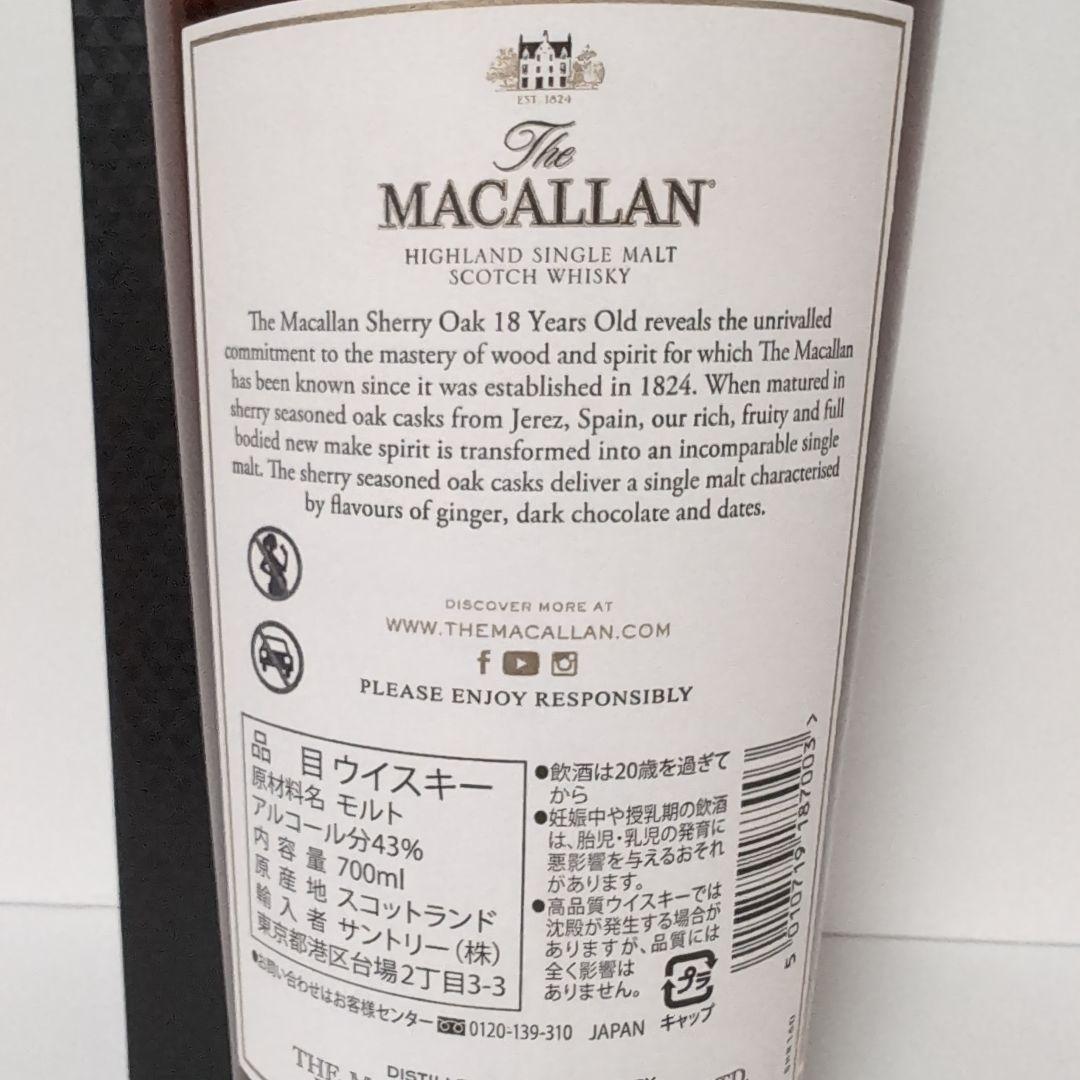 EST. 1824
The
MACALLAN®
HIGHLAND SINGLE MALT
SCOTCH WHISKY
The Macallan Sherry Oak 18 Years Old reveals the unrivalled
commitment to the mastery of wood and spirit for which The Macallan
has been known since it was established in 1824. When matured in
sherry seasoned oak casks from Jerez, Spain, our rich, fruity and full
bodied new make spirit is transformed into an incomparable single
malt. The sherry seasoned oak casks deliver a single malt characterised
by flavours of ginger, dark chocolate and dates.
DISCOVER MORE AT
WWW.THEMACALLAN.COM
PLEASE ENJOY RESPONSIBLY
品目 ウイスキー
原材料名 モルト
アルコール分43%
内容量 700ml
原産地 スコットランド
輸入者 サントリー(株)
東京都港区台場2丁目3-3
●飲酒は20歳を過ぎて
から
●妊娠中や授乳期の飲酒
は、胎児・乳児の発育に
悪影響を与えるおそれ
があります。
●高品質ウイスキーでは
沈殿が発生する場合が
ありますが、品質には
全く影響は
ありません。
プラ
キャップ
●お問い合わせはお客様センター 0120-139-310 JAPAN
5 010719 187003 >
THE